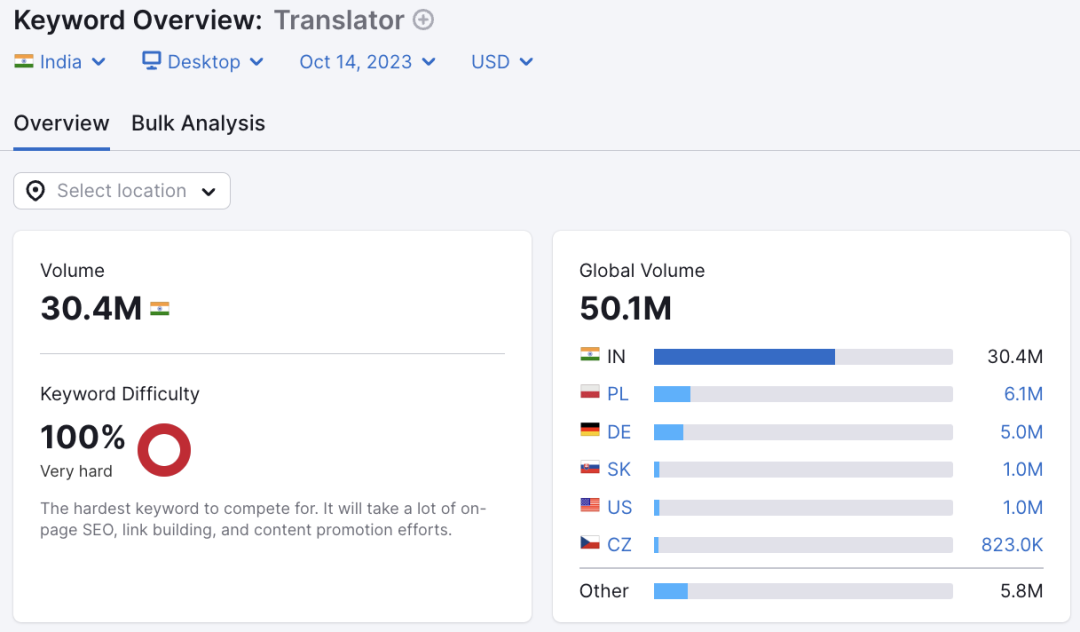 Keyword Overview: Translator
India Desktop Oct 14, 2023 USD
Overview Bulk Analysis
Select location
Volume
30.4M
Keyword Difficulty
100%
Very hard
The hardest keyword to compete for. It will take a lot of on-
page SEO, link building, and content promotion efforts.
Global Volume
50.1M
IN 30.4M
PL 6.1M
DE 5.0M
SK 1.0M
US 1.0M
CZ 823.0K
Other 5.8M